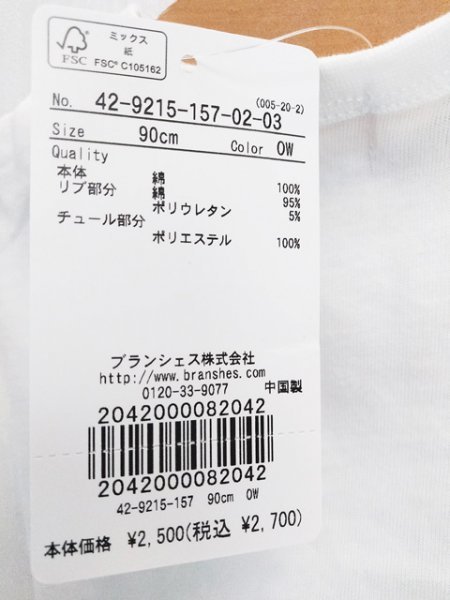 ミックス
紙
FSC
FSC® C105162
(005-20-2)
No. 42-9215-157-02-03
Size 90cm Color OW
Quality
本体 綿 100%
リブ部分 綿 95%
ポリウレタン 5%
チュール部分
ポリエステル 100%
ブランシェス株式会社
http://www.branshes.com
0120-33-9077 中国製
2042000082042
2042000082042
42-9215-157 90cm OW
本体価格 ¥2,500(税込 ¥2,700)